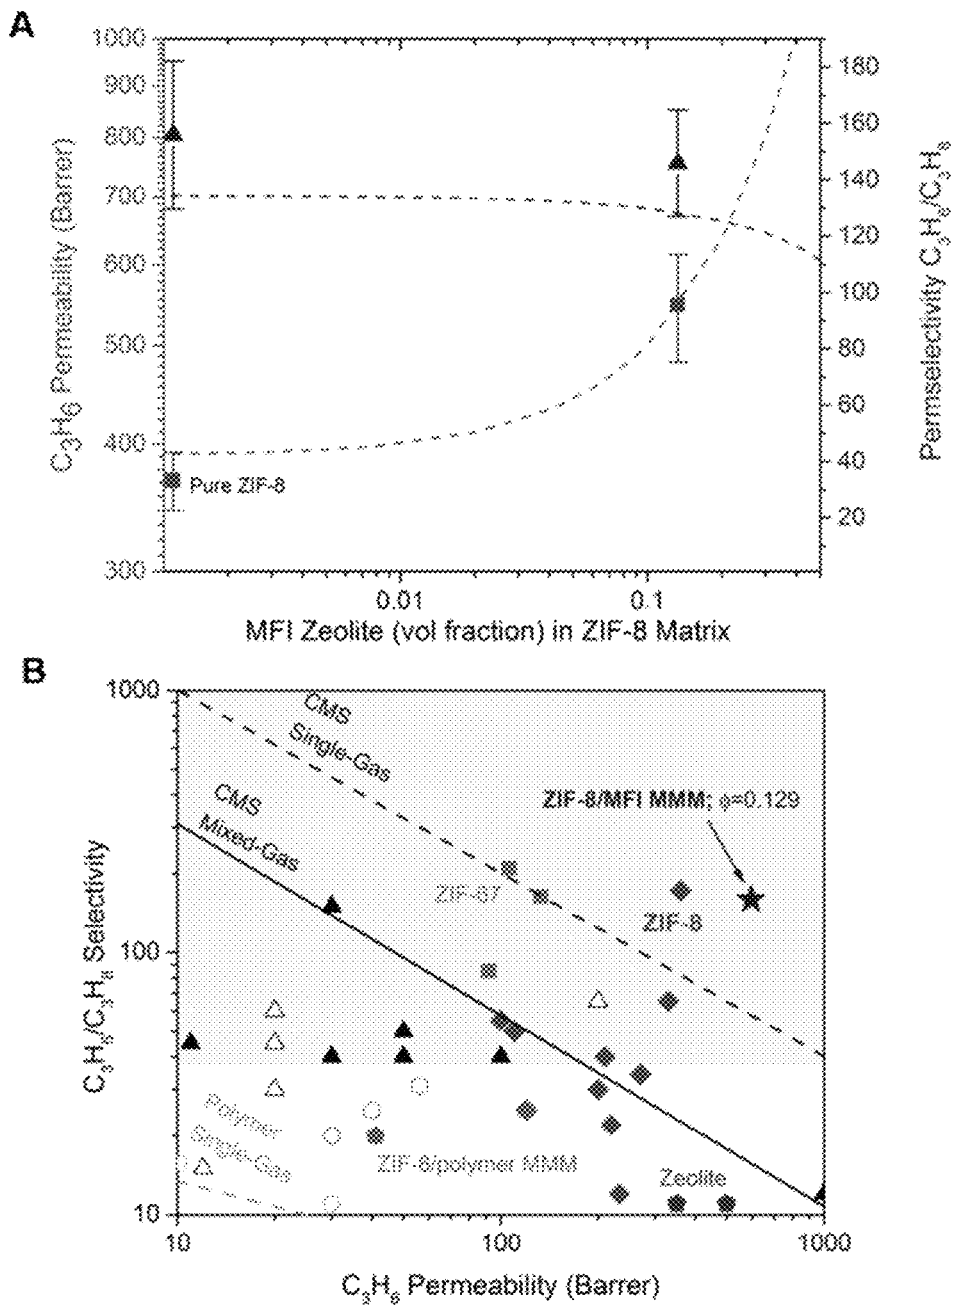 A
1000
900
800
700
600
500
400
300
C3H6 Permeability (Barrer)
180
160
140
120
100
80
60
40
20
Permselectivity C3H6/C3H8
Pure ZIF-8
0.01
0.1
MFI Zeolite (vol fraction) in ZIF-8 Matrix
B
1000
100
10
C3H6/C3H8 Selectivity
CMS
Single-Gas
CMS
Mixed-Gas
ZIF-8/MFI MMM; ϕ=0.129
ZIF-67
ZIF-8
Polymer
Single-Gas
ZIF-8/polymer MMM
Zeolite
10
100
1000
C3H6 Permeability (Barrer)